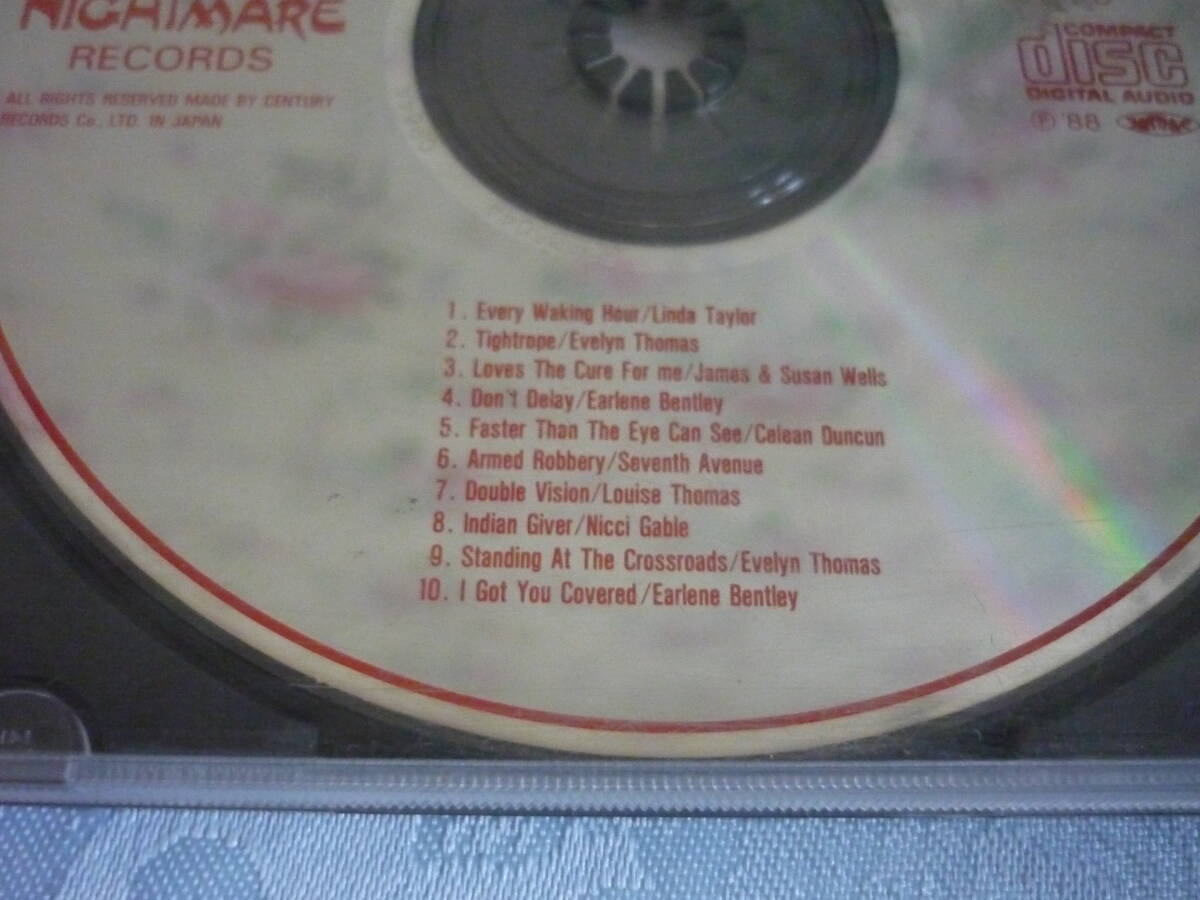 NIGHTMARE
RECORDS
ALL RIGHTS RESERVED MADE BY CENTURY
RECORDS Co., LTD. IN JAPAN
COMPACT
disc
DIGITAL AUDIO
Ⓟ '88
1. Every Waking Hour/Linda Taylor
2. Tightrope/Evelyn Thomas
3. Loves The Cure For me/James & Susan Wells
4. Don't Delay/Earlene Bentley
5. Faster Than The Eye Can See/Celean Duncun
6. Armed Robbery/Seventh Avenue
7. Double Vision/Louise Thomas
8. Indian Giver/Nicci Gable
9. Standing At The Crossroads/Evelyn Thomas
10. I Got You Covered/Earlene Bentley